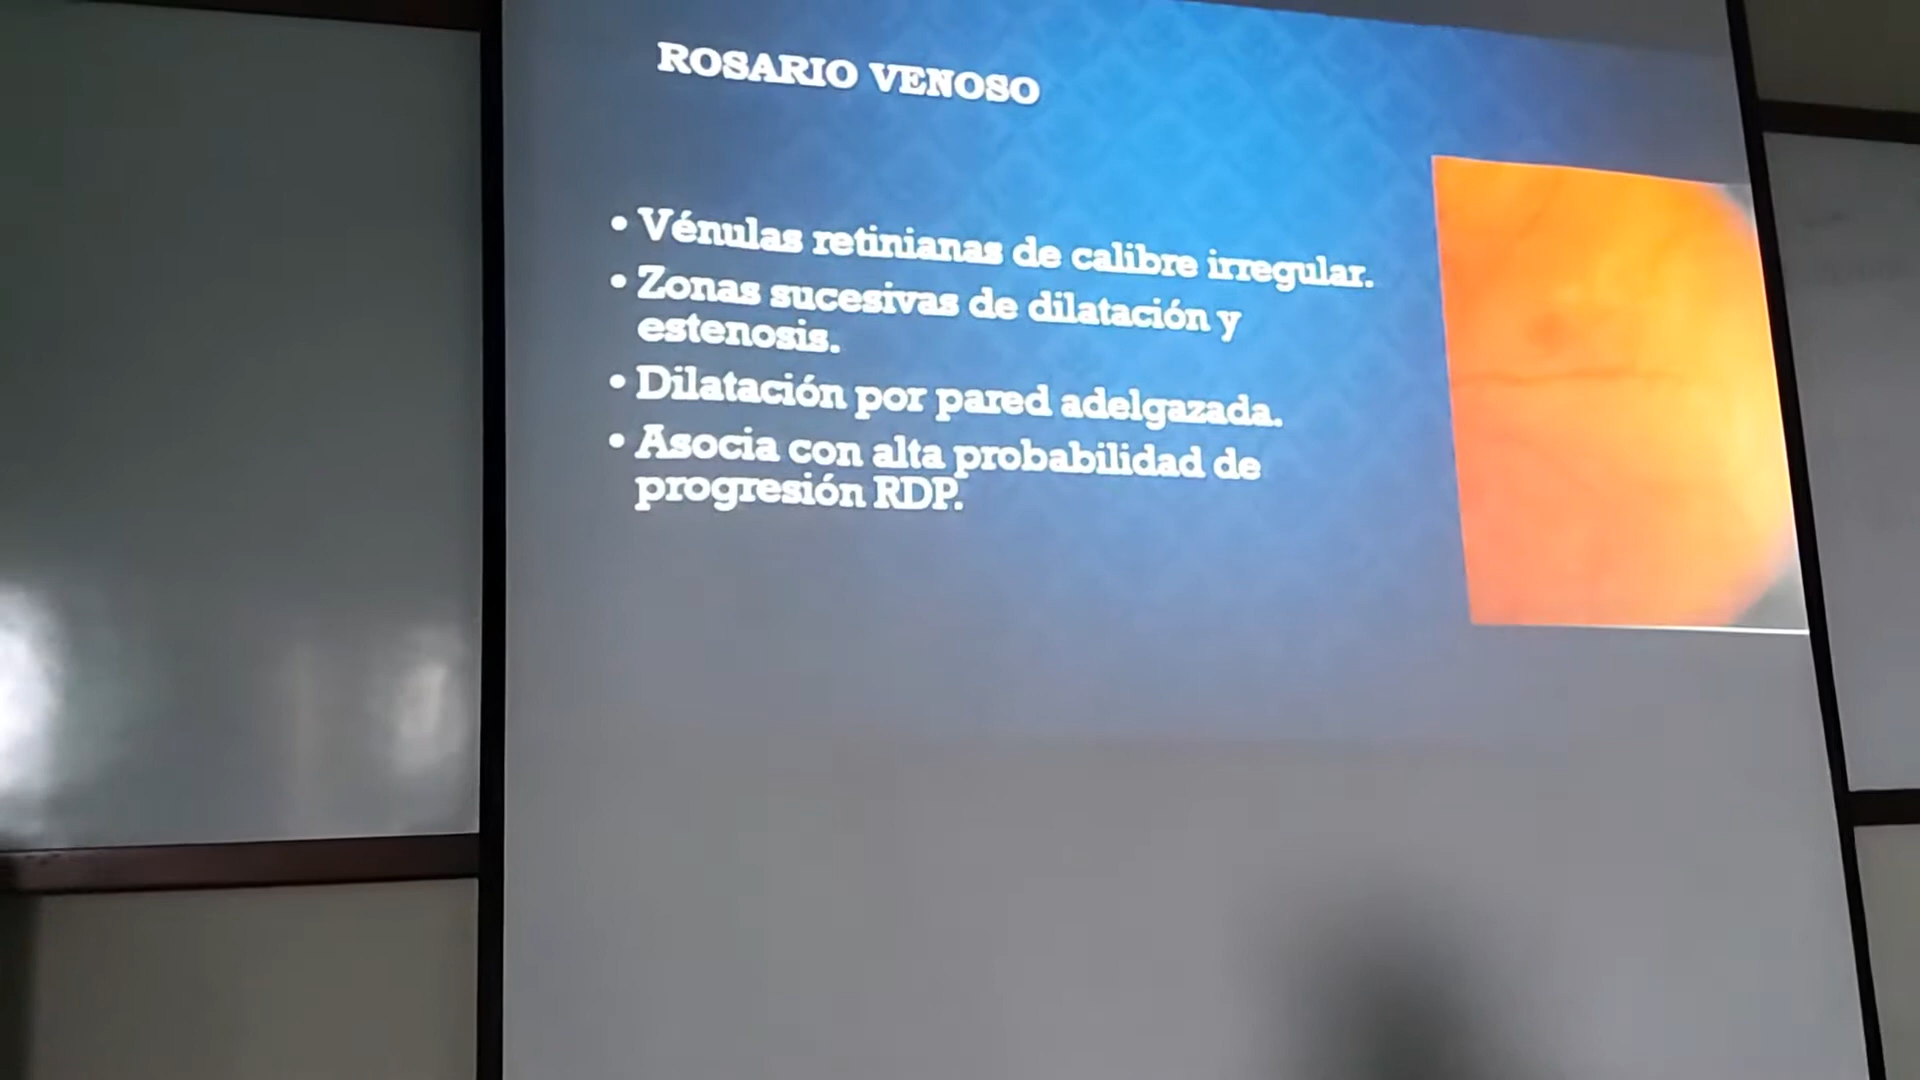 ROSARIO VENOSO
• Vénulas retinianas de calibre irregular.
• Zonas sucesivas de dilatación y
estenosis.
• Dilatación por pared adelgazada.
• Asocia con alta probabilidad de
progresión RDP.